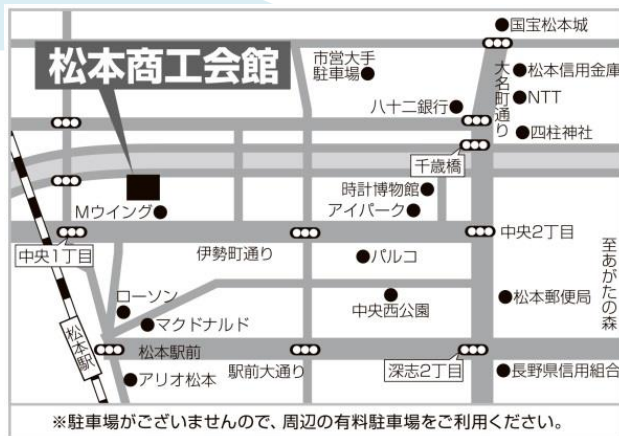 国宝松本城
松本商工会館
市営大手
駐車場
大名町通り
松本信用金庫
NTT
八十二銀行
四柱神社
千歳橋
時計博物館
Mウイング
アイパーク
中央2丁目
中央1丁目
伊勢町通り
パルコ
至あがたの森
ローソン
中央西公園
松本郵便局
マクドナルド
松本駅
松本駅前
駅前大通り
深志2丁目
アリオ松本
長野県信用組合
※駐車場がございませんので、周辺の有料駐車場をご利用ください。